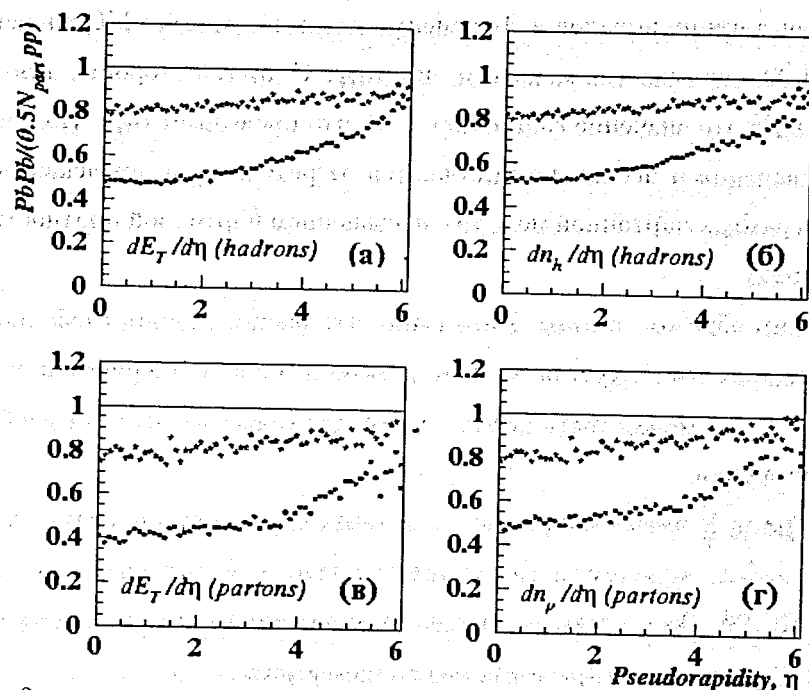 PbPb/(0.5N_part pp)
1.2
1
0.8
0.6
0.4
0.2
0
dE_T/dη (hadrons) (а)
0 2 4 6
1.2
1
0.8
0.6
0.4
0.2
0
dn_h/dη (hadrons) (б)
0 2 4 6
1.2
1
0.8
0.6
0.4
0.2
0
dE_T/dη (partons) (в)
0 2 4 6
1.2
1
0.8
0.6
0.4
0.2
0
dn_p/dη (partons) (г)
0 2 4 6
Pseudorapidity, η